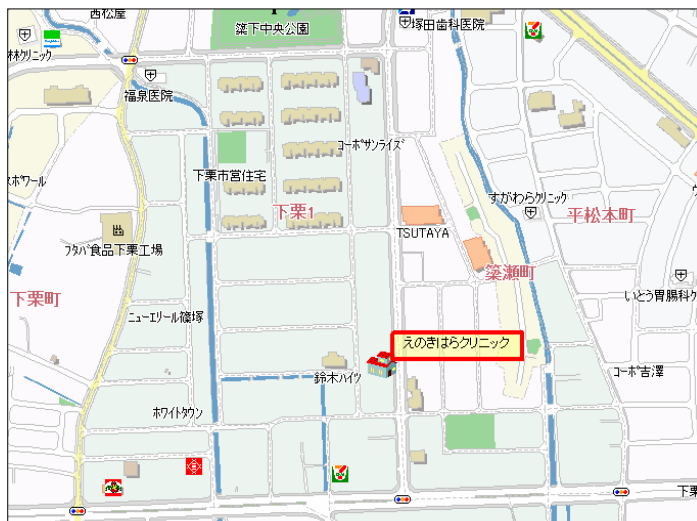 西松屋
簗下中央公園
塚田歯科医院
林クリニック
福泉医院
コーポサンライズ
下栗市営住宅
すがわらクリニック
スポワール
下栗1
平松本町
TSUTAYA
フタバ食品下栗工場
簗瀬町
下栗町
いとう胃腸科ク
ニューエリール篠塚
えのきはらクリニック
鈴木ハイツ
コーポ吉澤
ホワイトタウン
下栗